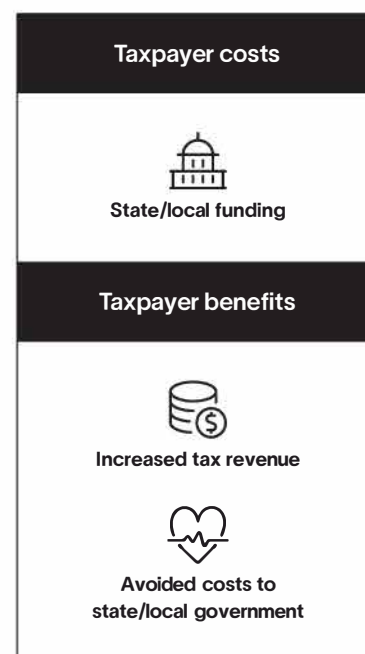 Taxpayer costs
State/local funding
Taxpayer benefits
$
Increased tax revenue
Avoided costs to
state/local government